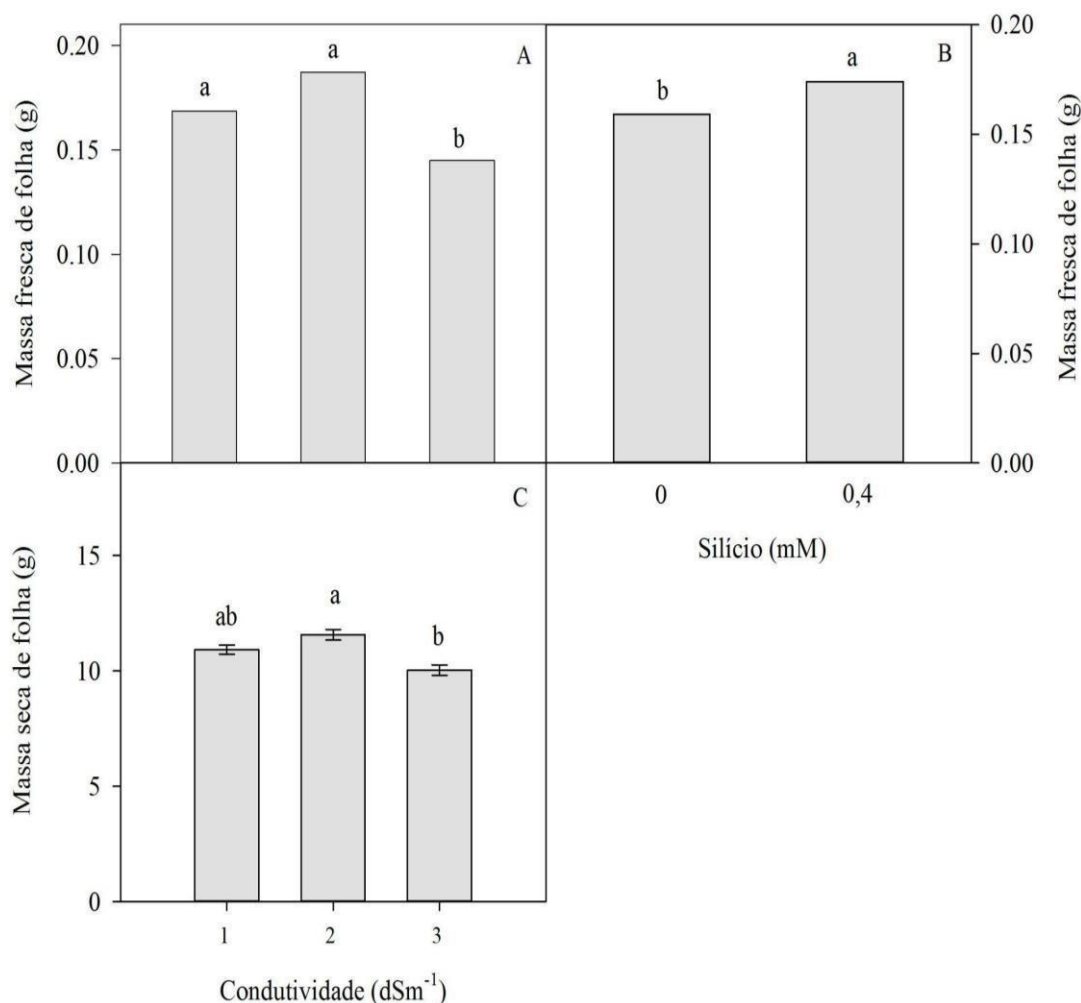 Massa fresca de folha (g)
0.20
0.15
0.10
0.05
0.00
A
a
a
b
B
b
a
0.20
0.15
0.10
0.05
0.00
Massa fresca de folha (g)
0
0,4
Silício (mM)
Massa seca de folha (g)
15
10
5
0
C
ab
a
b
1
2
3
Condutividade (dSm⁻¹)